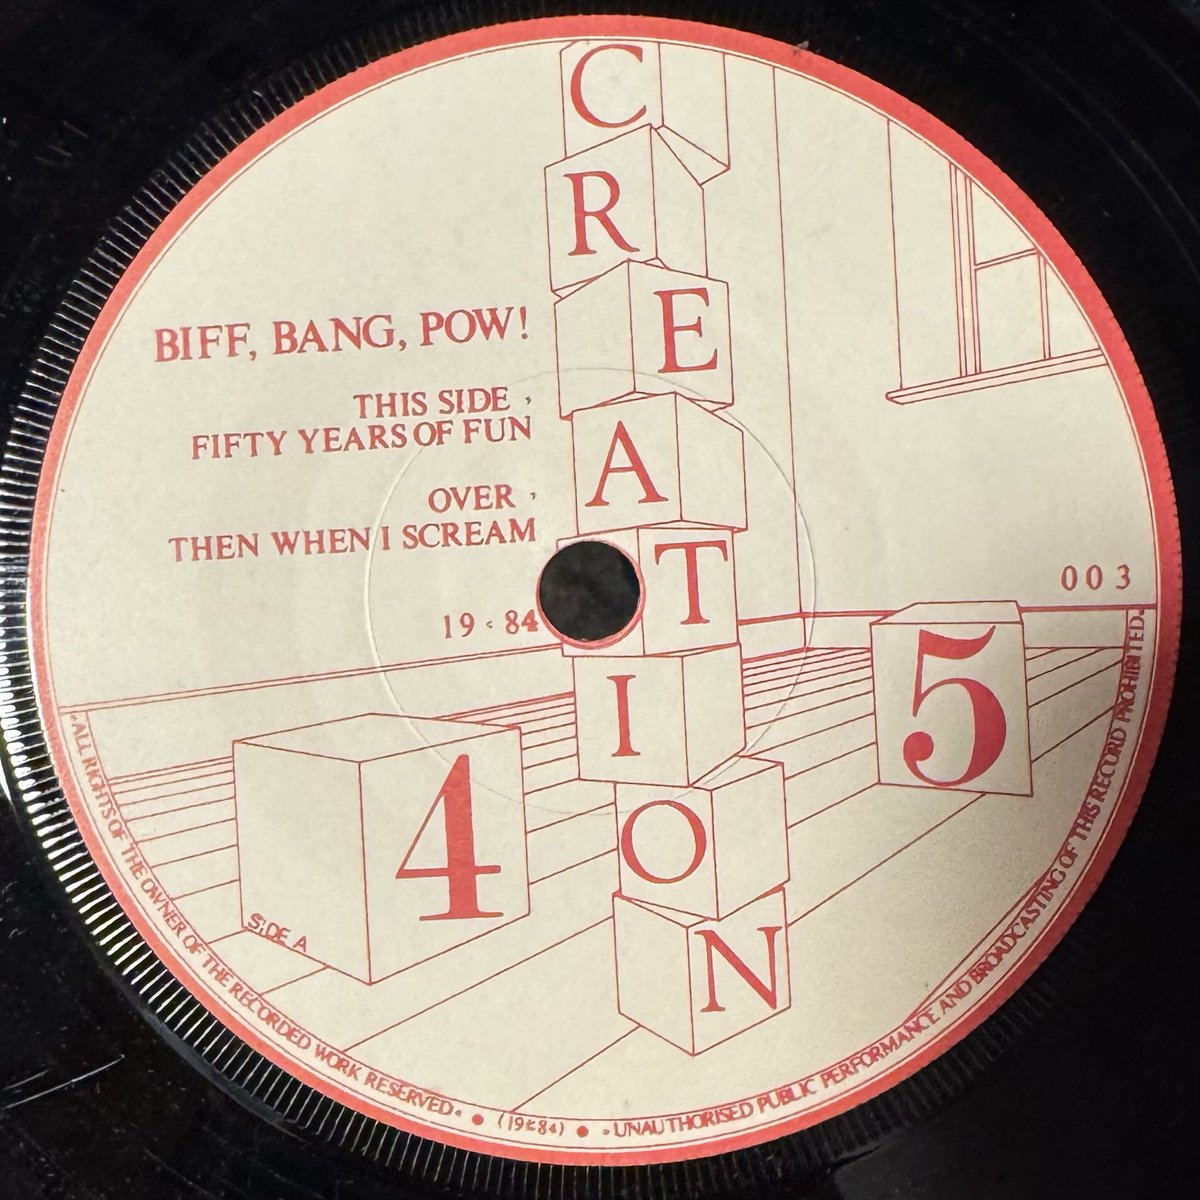 CREATION
BIFF, BANG, POW!
THIS SIDE,
FIFTY YEARS OF FUN
OVER,
THEN WHEN I SCREAM
19 < 84
003
4
5
SiDE A
ALL RIGHTS OF THE OWNER OF THE RECORDED WORK RESERVED • (19<84) • UNAUTHORISED PUBLIC PERFORMANCE AND BROADCASTING OF THIS RECORD PROHIBITED.